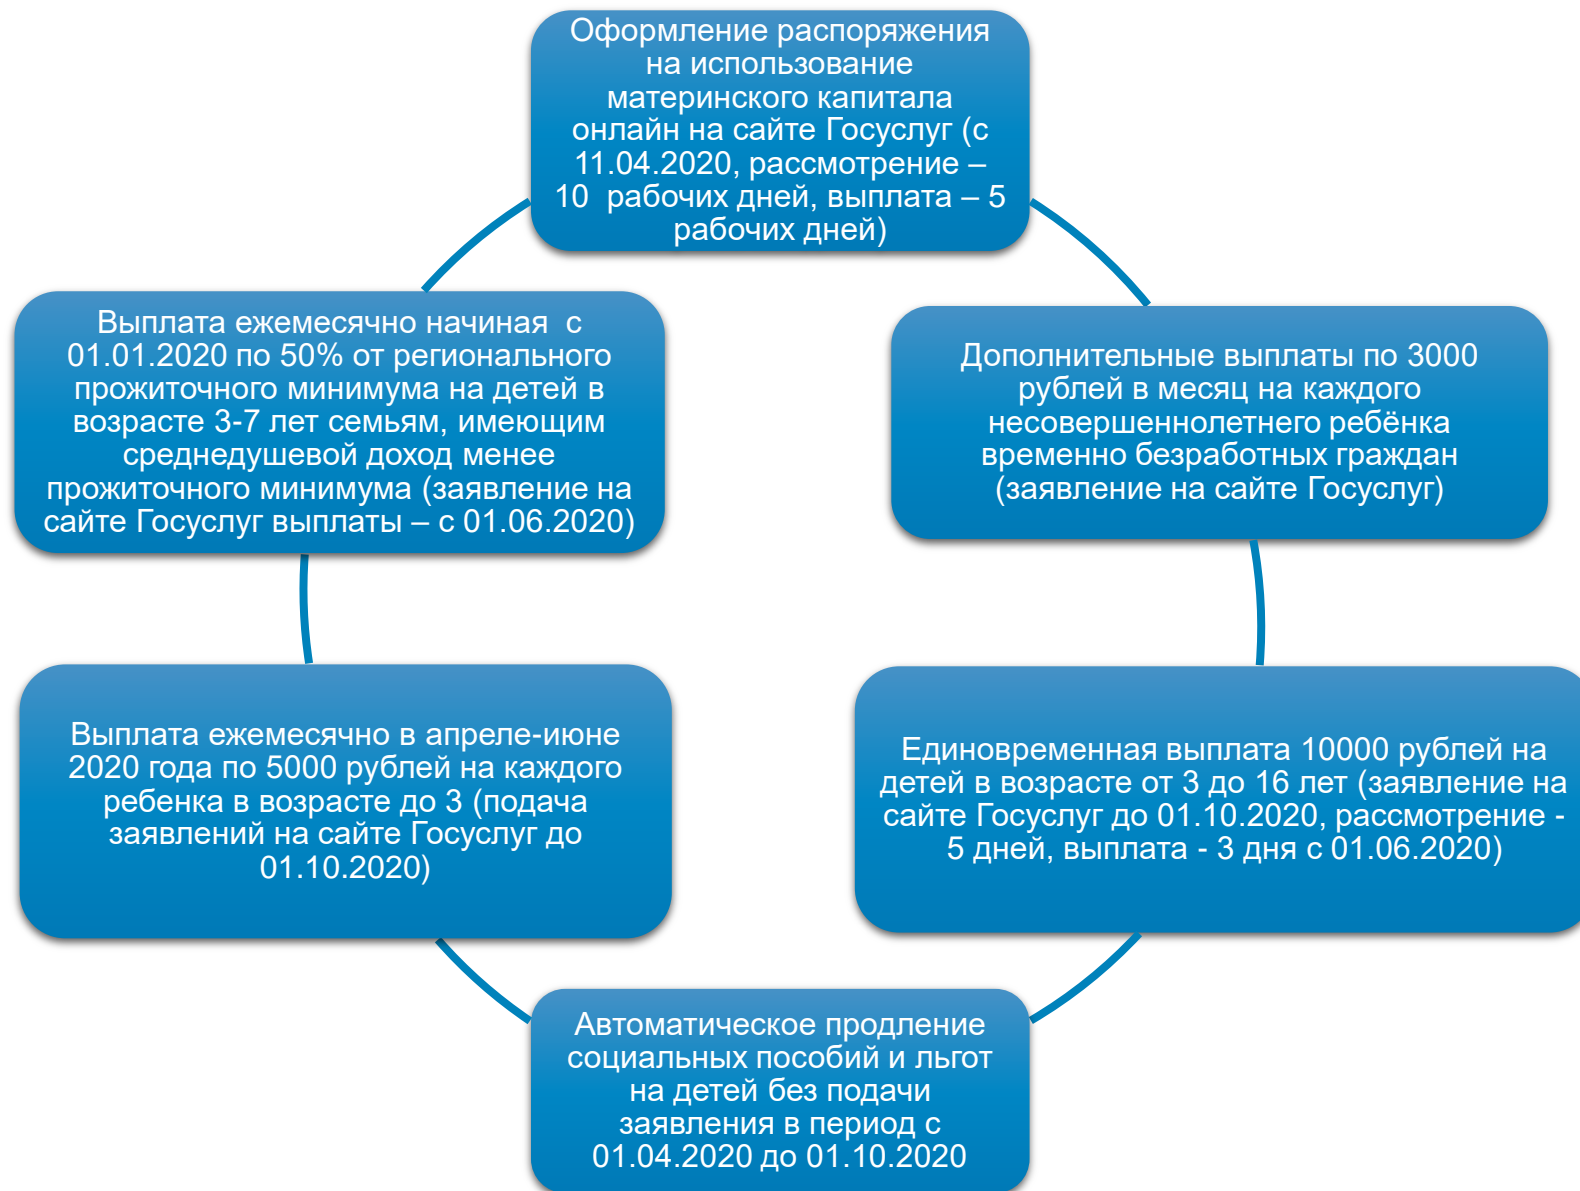 Оформление распоряжения
на использование
материнского капитала
онлайн на сайте Госуслуг (с
11.04.2020, рассмотрение –
10  рабочих дней, выплата – 5
рабочих дней)
Дополнительные выплаты по 3000
рублей в месяц на каждого
несовершеннолетнего ребёнка
временно безработных граждан
(заявление на сайте Госуслуг)
Единовременная выплата 10000 рублей на
детей в возрасте от 3 до 16 лет (заявление на
сайте Госуслуг до 01.10.2020, рассмотрение -
5 дней, выплата - 3 дня с 01.06.2020)
Автоматическое продление
социальных пособий и льгот
на детей без подачи
заявления в период с
01.04.2020 до 01.10.2020
Выплата ежемесячно в апреле-июне
2020 года по 5000 рублей на каждого
ребенка в возрасте до 3 (подача
заявлений на сайте Госуслуг до
01.10.2020)
Выплата ежемесячно начиная  с
01.01.2020 по 50% от регионального
прожиточного минимума на детей в
возрасте 3-7 лет семьям, имеющим
среднедушевой доход менее
прожиточного минимума (заявление на
сайте Госуслуг выплаты – с 01.06.2020)